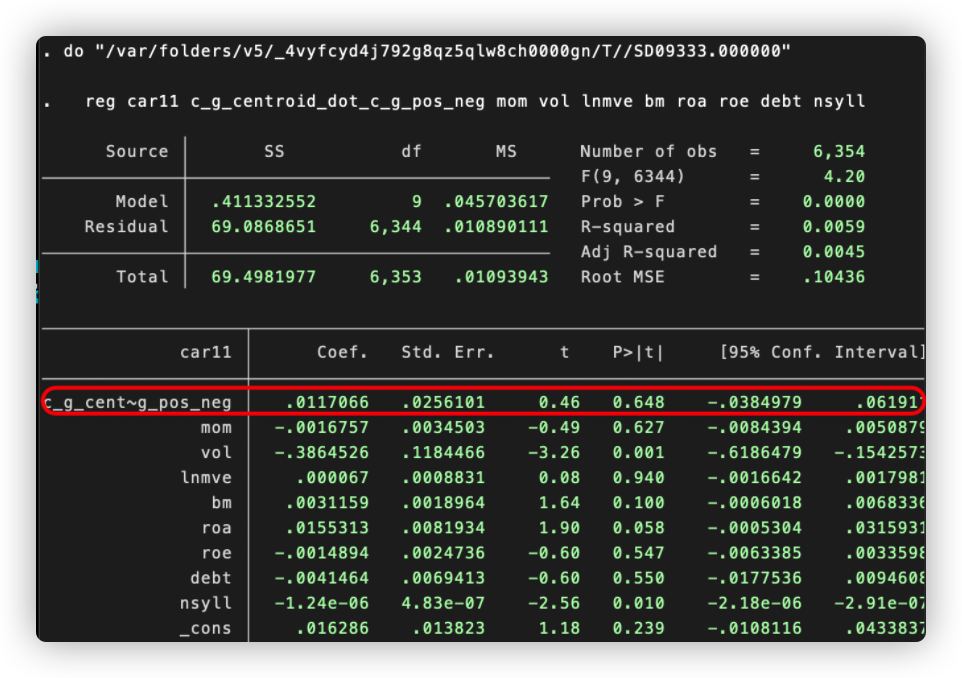 . do "/var/folders/v5/_4vyfcyd4j792g8qz5qlw8ch0000gn/T//SD09333.000000"
. reg car11 c_g_centroid_dot_c_g_pos_neg mom vol lnmve bm roa roe debt nsyll
Source SS df MS Number of obs = 6,354
F(9, 6344) = 4.20
Model .411332552 9 .045703617 Prob > F = 0.0000
Residual 69.0868651 6,344 .010890111 R-squared = 0.0059
Adj R-squared = 0.0045
Total 69.4981977 6,353 .01093943 Root MSE = .10436
car11 Coef. Std. Err. t P>|t| [95% Conf. Interval]
c_g_cent~g_pos_neg .0117066 .0256101 0.46 0.648 -.0384979 .06191
mom -.0016757 .0034503 -0.49 0.627 -.0084394 .0050879
vol -.3864526 .1184466 -3.26 0.001 -.6186479 -.1542573
lnmve .000067 .0008831 0.08 0.940 -.0016642 .0017981
bm .0031159 .0018964 1.64 0.100 -.0006018 .0068336
roa .0155313 .0081934 1.90 0.058 -.0005304 .0315931
roe -.0014894 .0024736 -0.60 0.547 -.0063385 .0033598
debt -.0041464 .0069413 -0.60 0.550 -.0177536 .0094608
nsyll -1.24e-06 4.83e-07 -2.56 0.010 -2.18e-06 -2.91e-07
_cons .016286 .013823 1.18 0.239 -.0108116 .0433837